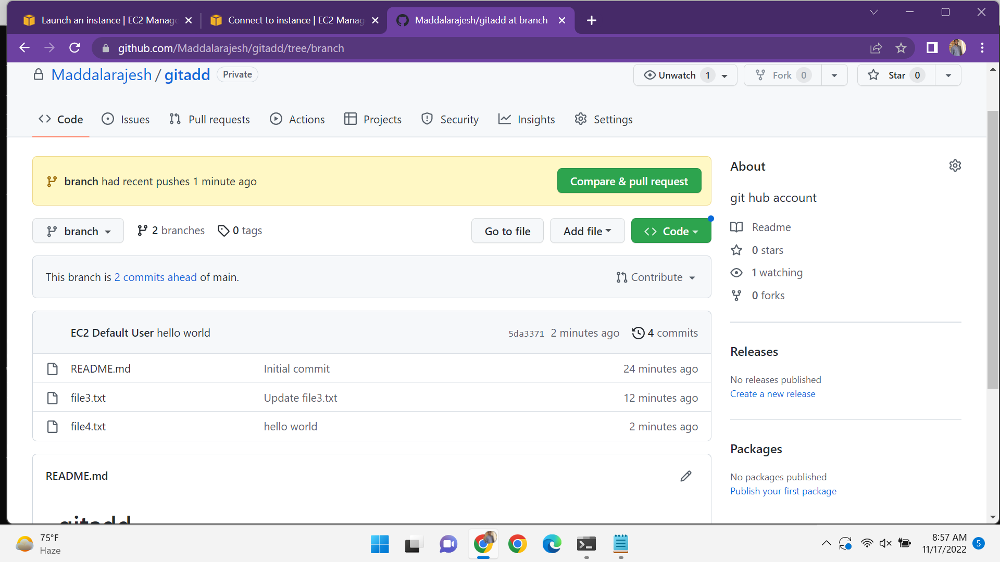 Launch an instance | EC2 Manage
Connect to instance | EC2 Manag
Maddalarajesh/gitadd at branch
github.com/Maddalarajesh/gitadd/tree/branch
Maddalarajesh / gitadd Private
Unwatch 1
Fork 0
Star 0
Code
Issues
Pull requests
Actions
Projects
Security
Insights
Settings
branch had recent pushes 1 minute ago
Compare & pull request
branch
2 branches
0 tags
Go to file
Add file
Code
This branch is 2 commits ahead of main.
Contribute
EC2 Default User hello world
5da3371 2 minutes ago
4 commits
README.md Initial commit 24 minutes ago
file3.txt Update file3.txt 12 minutes ago
file4.txt hello world 2 minutes ago
README.md
gitadd
About
git hub account
Readme
0 stars
1 watching
0 forks
Releases
No releases published
Create a new release
Packages
No packages published
Publish your first package
75°F
Haze
8:57 AM
11/17/2022
5